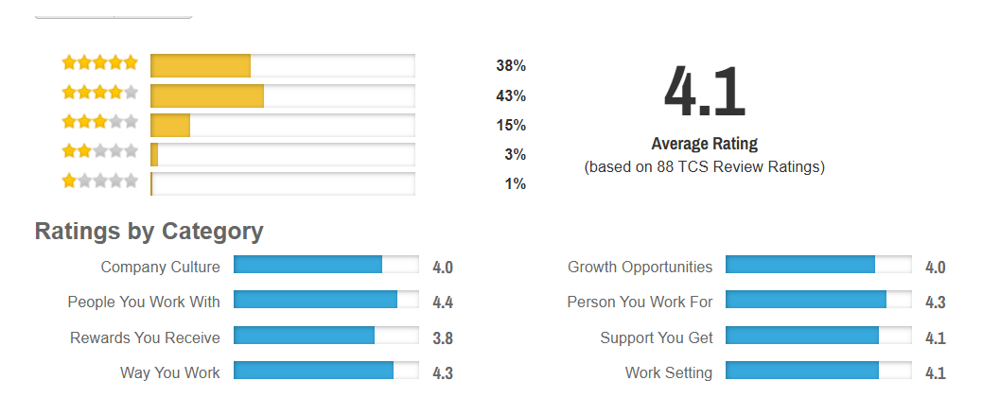 38%
43%
15%
3%
1%
4.1
Average Rating
(based on 88 TCS Review Ratings)
Ratings by Category
Company Culture 4.0
People You Work With 4.4
Rewards You Receive 3.8
Way You Work 4.3
Growth Opportunities 4.0
Person You Work For 4.3
Support You Get 4.1
Work Setting 4.1